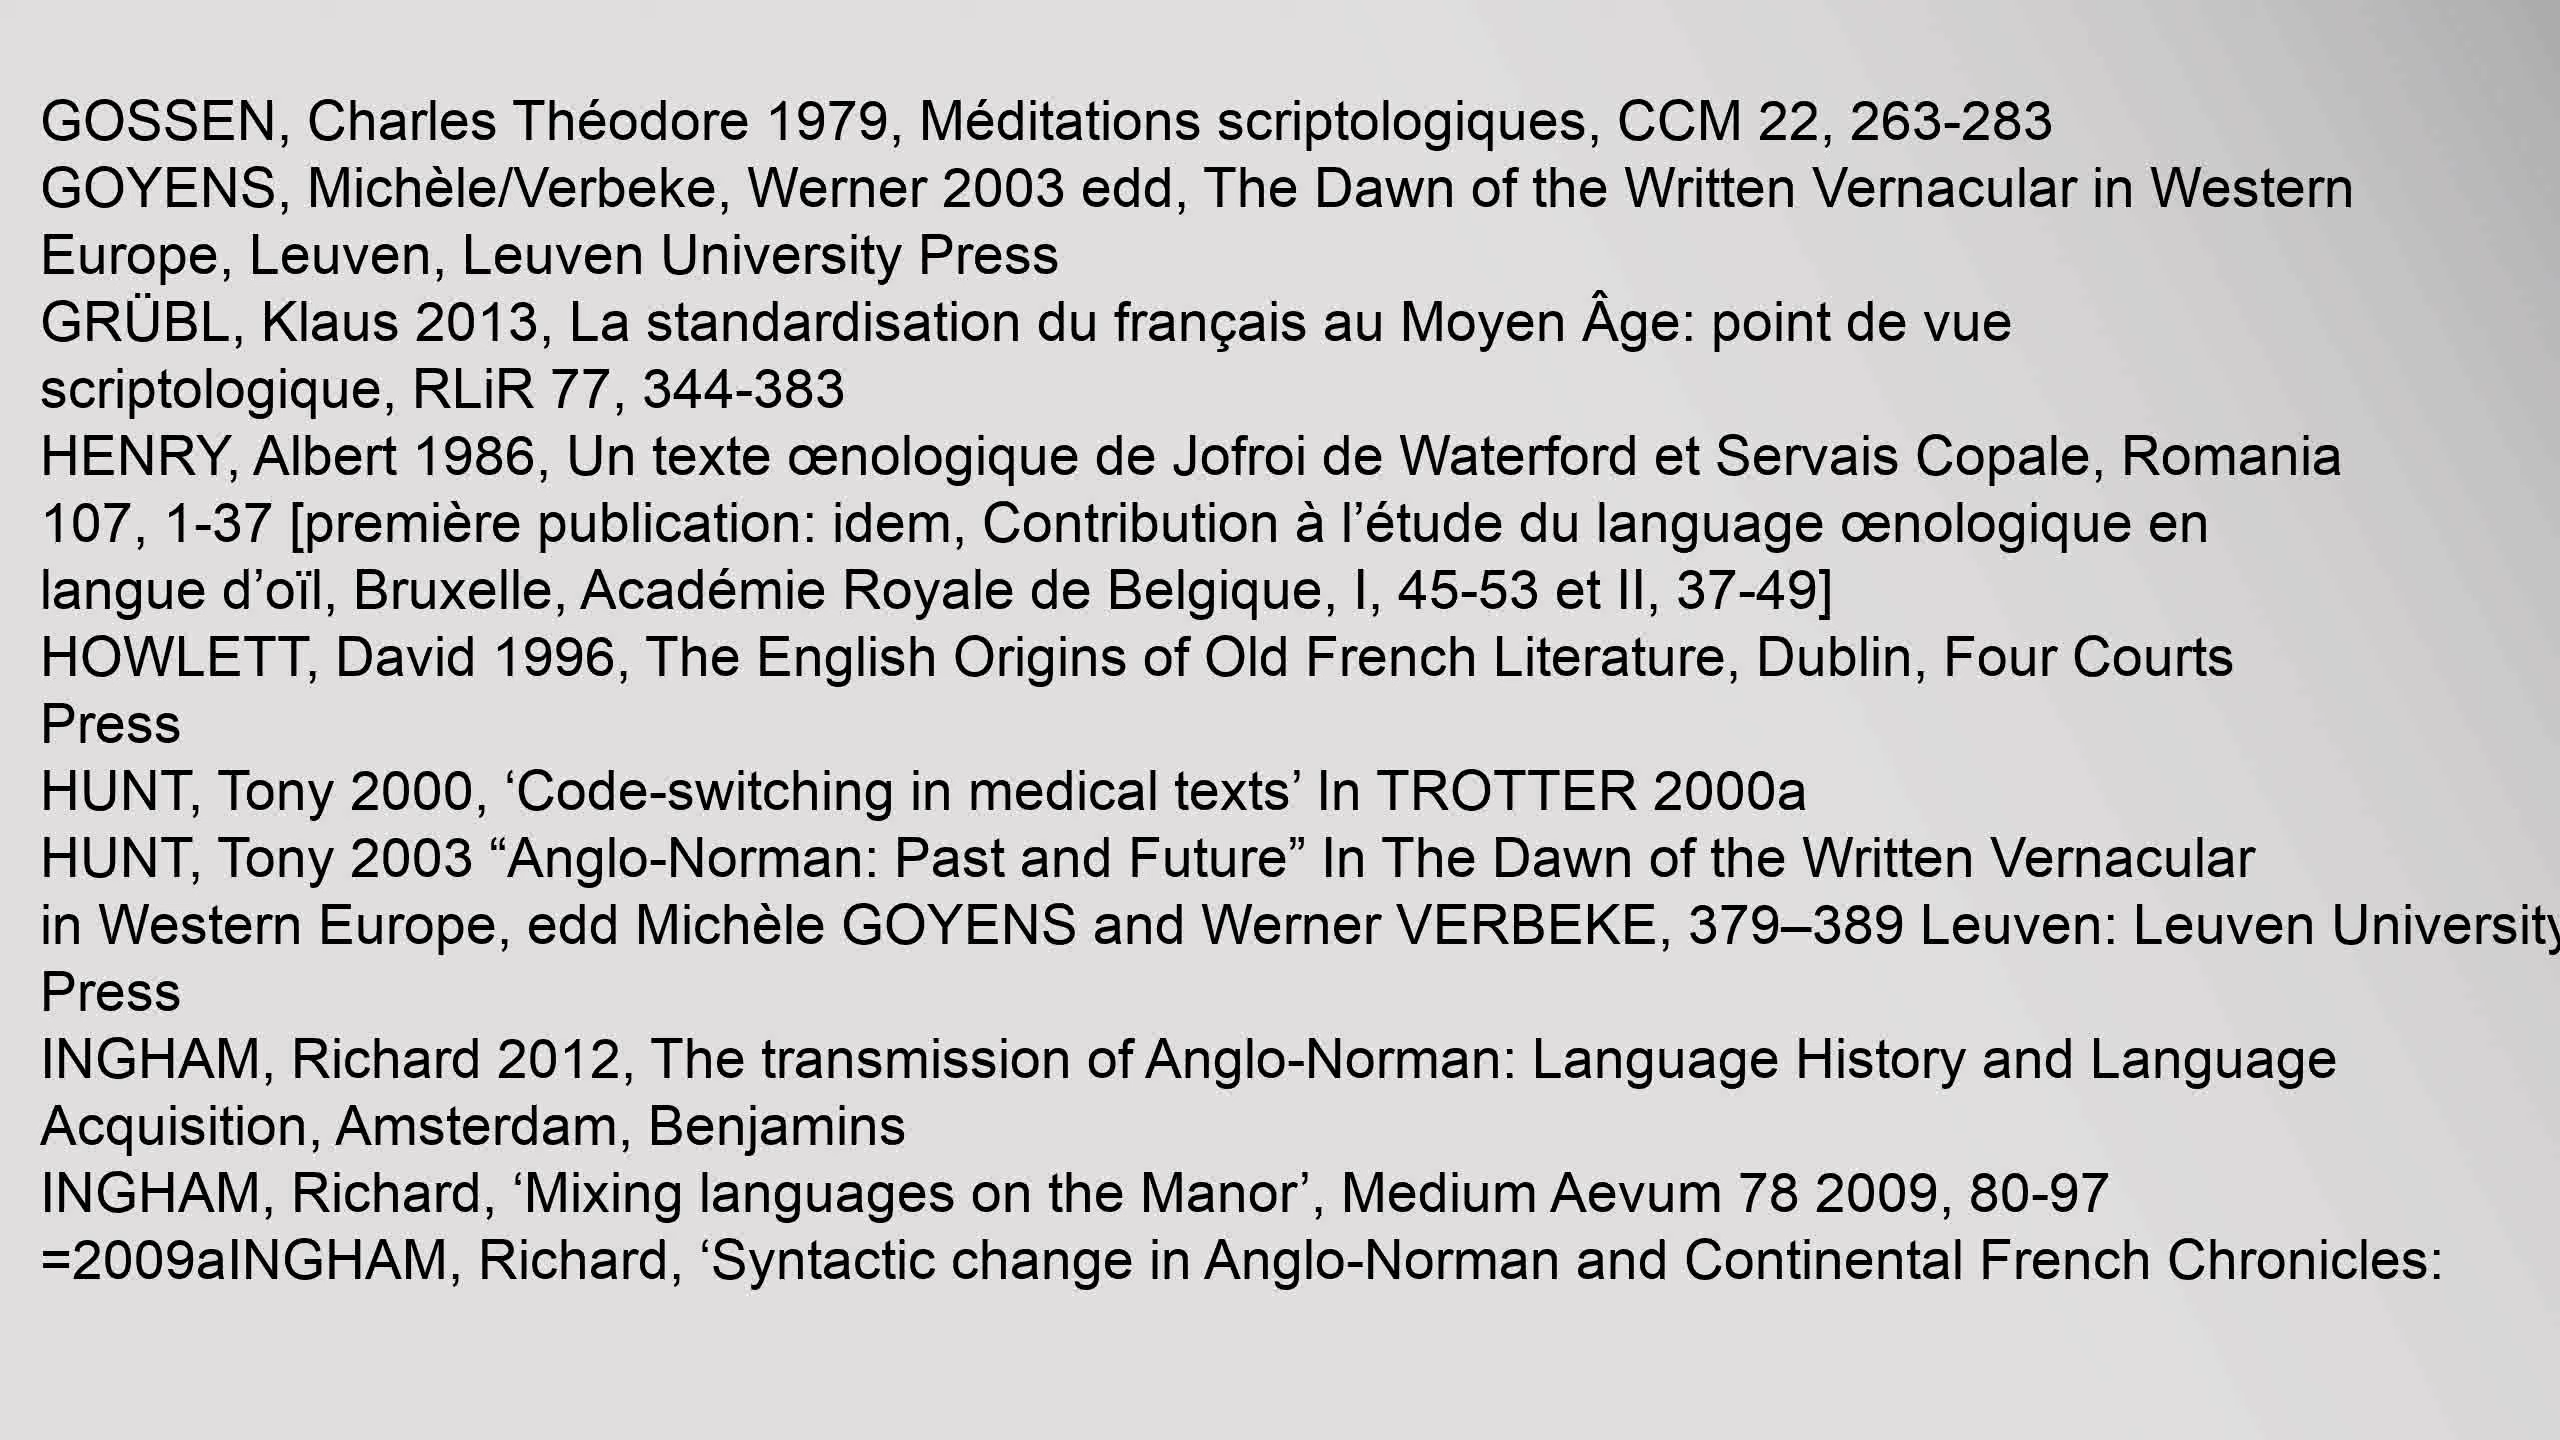 GOSSEN, Charles Théodore 1979, Méditations scriptologiques, CCM 22, 263-283
GOYENS, Michèle/Verbeke, Werner 2003 edd, The Dawn of the Written Vernacular in Western
Europe, Leuven, Leuven University Press
GRÜBL, Klaus 2013, La standardisation du français au Moyen Âge: point de vue
scriptologique, RLiR 77, 344-383
HENRY, Albert 1986, Un texte œnologique de Jofroi de Waterford et Servais Copale, Romania
107, 1-37 [première publication: idem, Contribution à l’étude du language œnologique en
langue d’oïl, Bruxelle, Académie Royale de Belgique, I, 45-53 et II, 37-49]
HOWLETT, David 1996, The English Origins of Old French Literature, Dublin, Four Courts
Press
HUNT, Tony 2000, ‘Code-switching in medical texts’ In TROTTER 2000a
HUNT, Tony 2003 “Anglo-Norman: Past and Future” In The Dawn of the Written Vernacular
in Western Europe, edd Michèle GOYENS and Werner VERBEKE, 379–389 Leuven: Leuven University
Press
INGHAM, Richard 2012, The transmission of Anglo-Norman: Language History and Language
Acquisition, Amsterdam, Benjamins
INGHAM, Richard, ‘Mixing languages on the Manor’, Medium Aevum 78 2009, 80-97
=2009aINGHAM, Richard, ‘Syntactic change in Anglo-Norman and Continental French Chronicles: